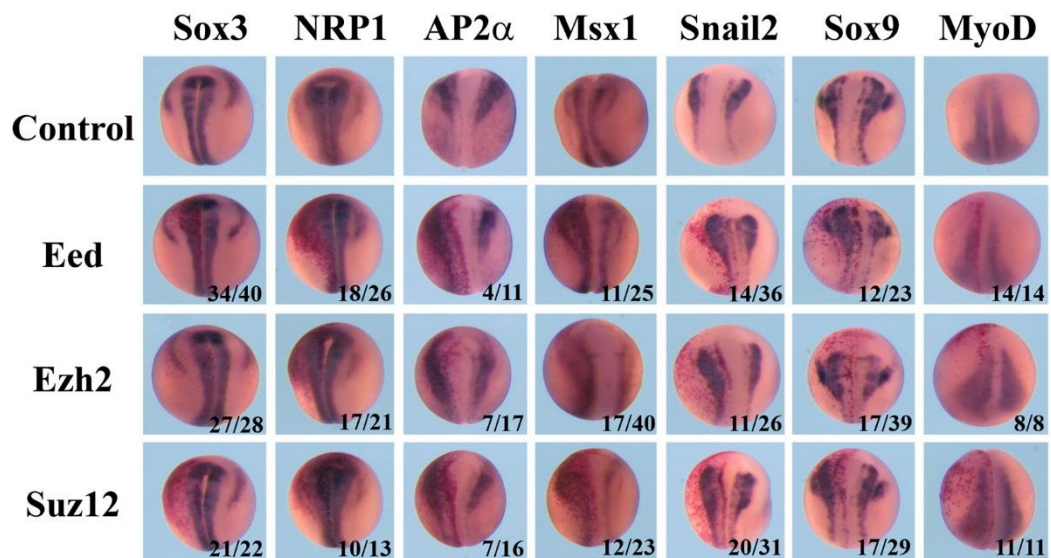 Sox3 NRP1 AP2α Msx1 Snail2 Sox9 MyoD
Control
Eed
34/40 18/26 4/11 11/25 14/36 12/23 14/14
Ezh2
27/28 17/21 7/17 17/40 11/26 17/39 8/8
Suz12
21/22 10/13 7/16 12/23 20/31 17/29 11/11